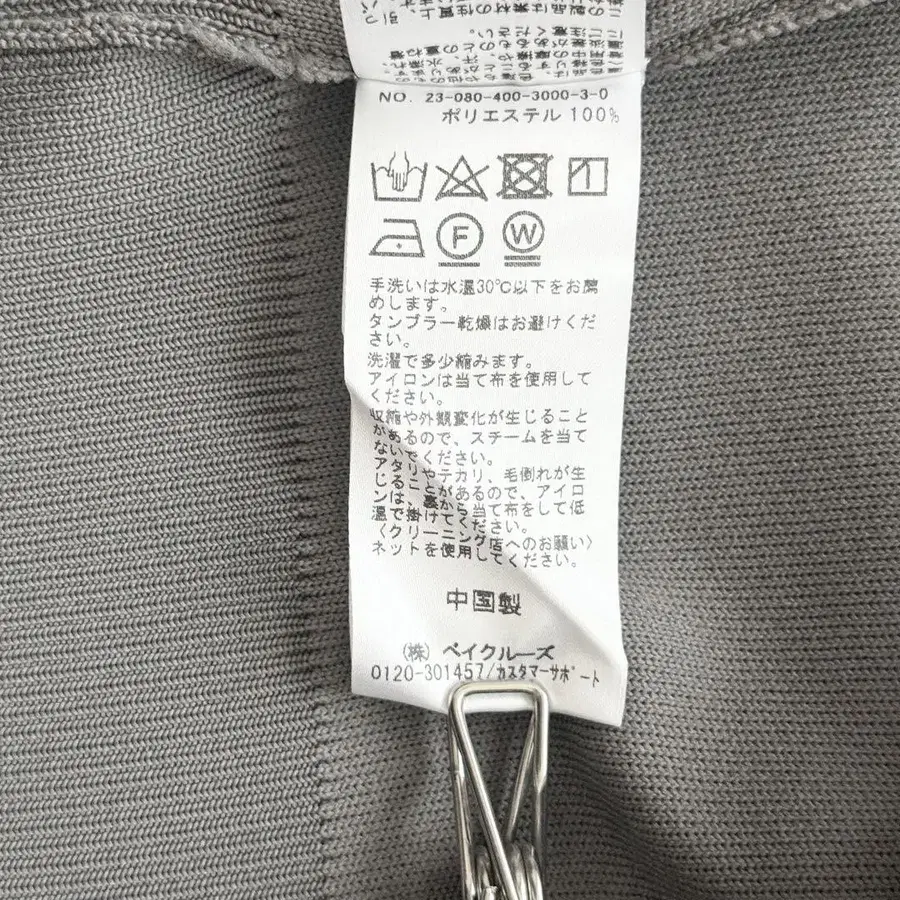 NO. 23-080-400-3000-3-0
ポリエステル 100%
F
W
手洗いは水温30℃以下をお薦
めします。
タンブラー乾燥はお避けくだ
さい。
洗濯で多少縮みます。
アイロンは当て布を使用して
ください。
収縮や外観変化が生じること
があるので、スチームを当て
ないでください。
アタリやテカリ、毛倒れが生
じることがあるので、アイロ
ンは、裏から当て布をして低
温で掛けてください。
〈クリーニング店へのお願い〉
ネットを使用してください。
中国製
(株) ベイクルーズ
0120-301457/カスタマーサポート